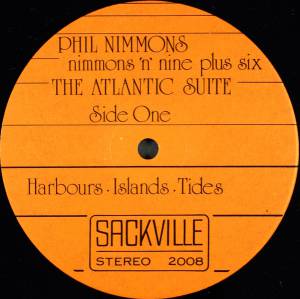 PHIL NIMMONS
nimmons 'n' nine plus six
THE ATLANTIC SUITE
Side One
Harbours · Islands · Tides
SACKVILLE
STEREO 2008